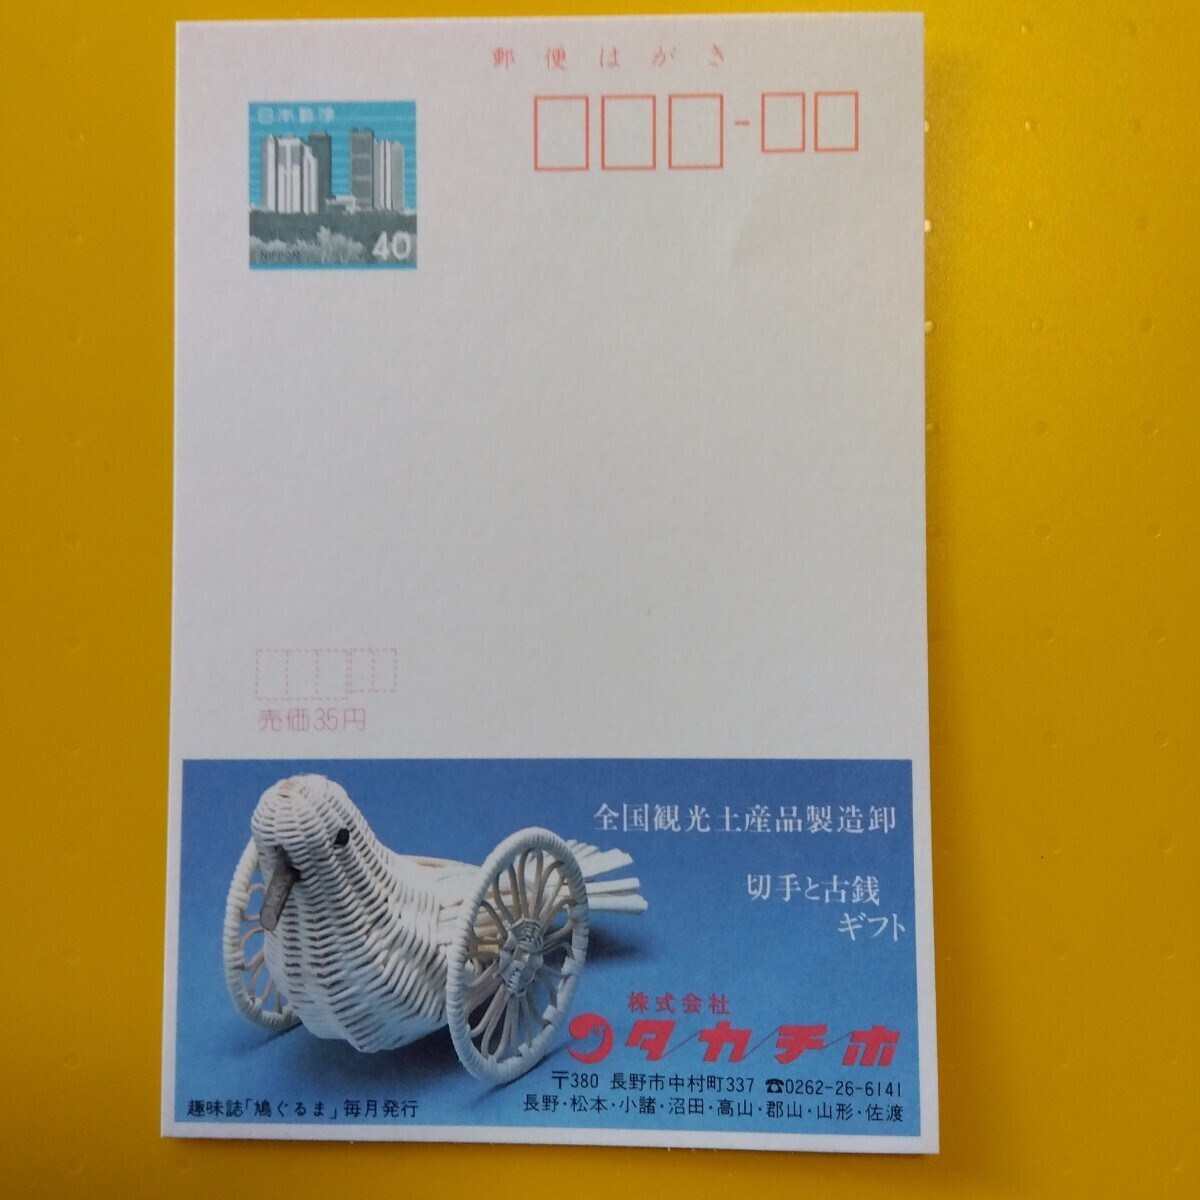 郵便はがき
日本郵便
NIPPON
40
売価35円
全国観光土産品製造卸
切手と古銭
ギフト
株式会社
タカチホ
〒380 長野市中村町337 ☎0262-26-6141
趣味誌「鳩ぐるま」毎月発行
長野・松本・小諸・沼田・高山・郡山・山形・佐渡